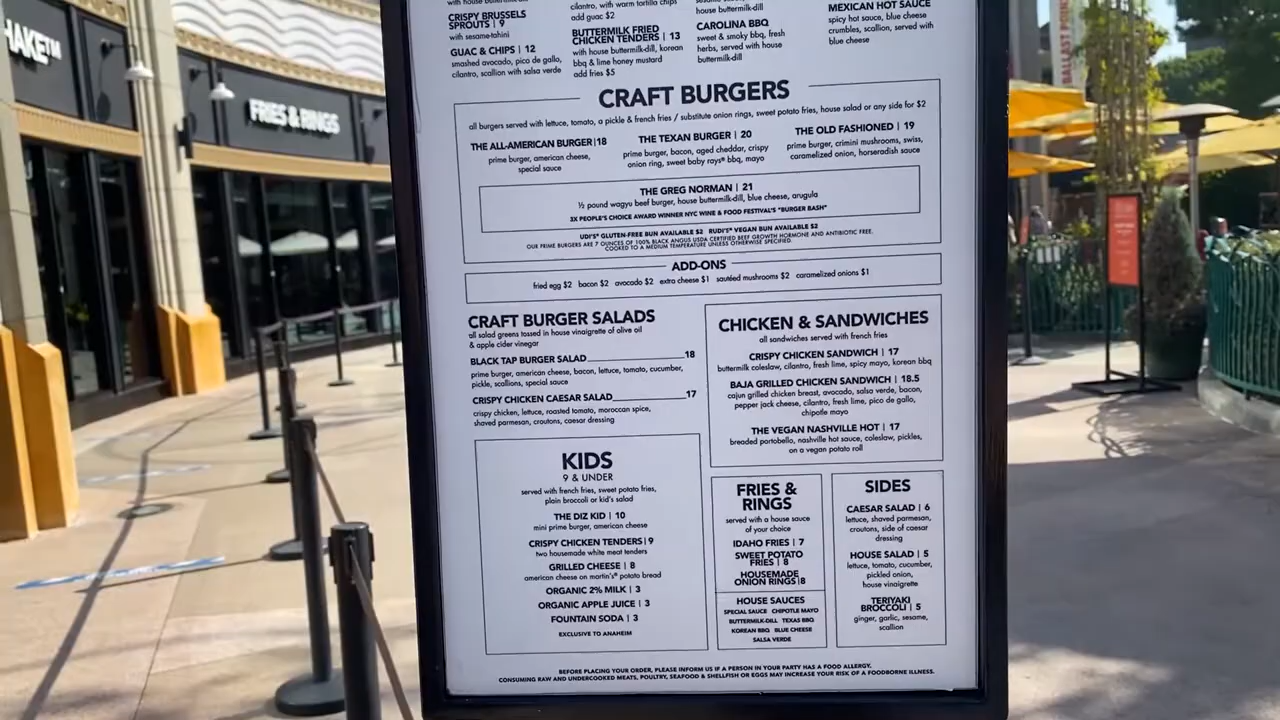 HAKE™
FRIES & RINGS
BALLAST POINT
CRISPY BRUSSELS
SPROUTS | 9
with sesame-tahini
GUAC & CHIPS | 12
smashed avocado, pico de gallo,
cilantro, scallion with salsa verde
cilantro, with warm tortilla chips
add guac $2
BUTTERMILK FRIED
CHICKEN TENDERS | 13
with house buttermilk-dill, korean
bbq & lime honey mustard
add fries $5
house buttermilk-dill
CAROLINA BBQ
sweet & smoky bbq, fresh
herbs, served with house
buttermilk-dill
MEXICAN HOT SAUCE
spicy hot sauce, blue cheese
crumbles, scallion, served with
blue cheese
CRAFT BURGERS
all burgers served with lettuce, tomato, a pickle & french fries / substitute onion rings, sweet potato fries, house salad or any side for $2
THE ALL-AMERICAN BURGER|18
prime burger, american cheese,
special sauce
THE TEXAN BURGER | 20
prime burger, bacon, aged cheddar, crispy
onion ring, sweet baby rays® bbq, mayo
THE OLD FASHIONED | 19
prime burger, crimini mushrooms, swiss,
caramelized onion, horseradish sauce
THE GREG NORMAN | 21
½ pound wagyu beef burger, house buttermilk-dill, blue cheese, arugula
3X PEOPLE'S CHOICE AWARD WINNER NYC WINE & FOOD FESTIVAL'S "BURGER BASH"
UDI'S® GLUTEN-FREE BUN AVAILABLE $2 RUDI'S® VEGAN BUN AVAILABLE $2
OUR PRIME BURGERS ARE 7 OUNCES OF 100% BLACK ANGUS USDA CERTIFIED BEEF GROWTH HORMONE AND ANTIBIOTIC FREE.
COOKED TO A MEDIUM TEMPERATURE UNLESS OTHERWISE SPECIFIED.
ADD-ONS
fried egg $2 bacon $2 avocado $2 extra cheese $1 sautéed mushrooms $2 caramelized onions $1
CRAFT BURGER SALADS
all salad greens tossed in house vinaigrette of olive oil
& apple cider vinegar
BLACK TAP BURGER SALAD 18
prime burger, american cheese, bacon, lettuce, tomato, cucumber,
pickle, scallions, special sauce
CRISPY CHICKEN CAESAR SALAD 17
crispy chicken, lettuce, roasted tomato, moroccan spice,
shaved parmesan, croutons, caesar dressing
CHICKEN & SANDWICHES
all sandwiches served with french fries
CRISPY CHICKEN SANDWICH | 17
buttermilk coleslaw, cilantro, fresh lime, spicy mayo, korean bbq
BAJA GRILLED CHICKEN SANDWICH | 18.5
cajun grilled chicken breast, avocado, salsa verde, bacon,
pepper jack cheese, cilantro, fresh lime, pico de gallo,
chipotle mayo
THE VEGAN NASHVILLE HOT | 17
breaded portobello, nashville hot sauce, coleslaw, pickles,
on a vegan potato roll
KIDS
9 & UNDER
served with french fries, sweet potato fries,
plain broccoli or kid's salad
THE DIZ KID | 10
mini prime burger, american cheese
CRISPY CHICKEN TENDERS|9
two housemade white meat tenders
GRILLED CHEESE | 8
american cheese on martin's® potato bread
ORGANIC 2% MILK | 3
ORGANIC APPLE JUICE | 3
FOUNTAIN SODA | 3
EXCLUSIVE TO ANAHEIM
FRIES &
RINGS
served with a house sauce
of your choice
IDAHO FRIES | 7
SWEET POTATO
FRIES | 8
HOUSEMADE
ONION RINGS|8
HOUSE SAUCES
SPECIAL SAUCE CHIPOTLE MAYO
BUTTERMILK-DILL TEXAS BBQ
KOREAN BBQ BLUE CHEESE
SALSA VERDE
SIDES
CAESAR SALAD | 6
lettuce, shaved parmesan,
croutons, side of caesar
dressing
HOUSE SALAD | 5
lettuce, tomato, cucumber,
pickled onion,
house vinaigrette
TERIYAKI
BROCCOLI | 5
ginger, garlic, sesame,
scallion
BEFORE PLACING YOUR ORDER, PLEASE INFORM US IF A PERSON IN YOUR PARTY HAS A FOOD ALLERGY.
CONSUMING RAW AND UNDERCOOKED MEATS, POULTRY, SEAFOOD & SHELLFISH OR EGGS MAY INCREASE YOUR RISK OF A FOODBORNE ILLNESS.